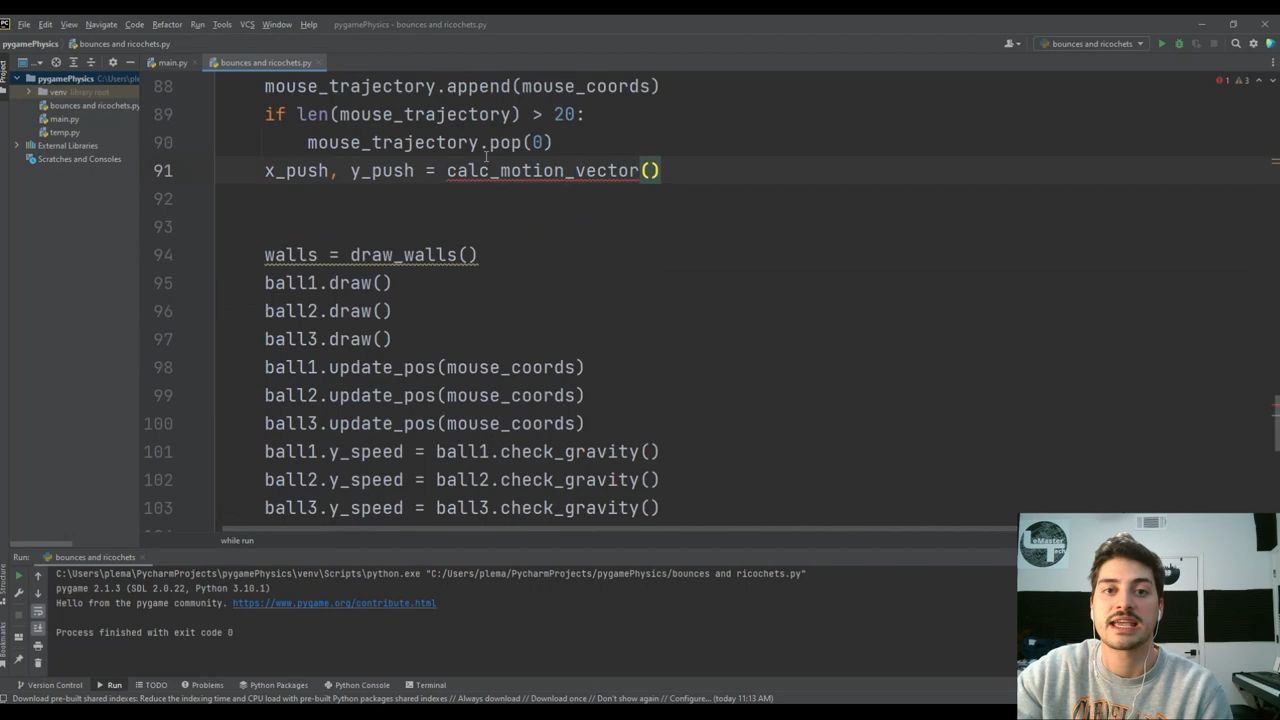 File Edit View Navigate Code Refactor Run Tools VCS Window Help pygamePhysics - bounces and ricochets.py
pygamePhysics bounces and ricochets.py bounces and ricochets
Project main.py bounces and ricochets.py
pygamePhysics C:\Users\ple
venv library root
bounces and ricochets.py
main.py
temp.py
External Libraries
Scratches and Consoles
1 3
88 mouse_trajectory.append(mouse_coords)
89 if len(mouse_trajectory) > 20:
90 mouse_trajectory.pop(0)
91 x_push, y_push = calc_motion_vector()
92
93
94 walls = draw_walls()
95 ball1.draw()
96 ball2.draw()
97 ball3.draw()
98 ball1.update_pos(mouse_coords)
99 ball2.update_pos(mouse_coords)
100 ball3.update_pos(mouse_coords)
101 ball1.y_speed = ball1.check_gravity()
102 ball2.y_speed = ball2.check_gravity()
103 ball3.y_speed = ball3.check_gravity()
while run
Run: bounces and ricochets
C:\Users\plema\PycharmProjects\pygamePhysics\venv\Scripts\python.exe "C:/Users/plema/PycharmProjects/pygamePhysics/bounces and ricochets.py"
pygame 2.1.3 (SDL 2.0.22, Python 3.10.1)
Hello from the pygame community. https://www.pygame.org/contribute.html
Process finished with exit code 0
Structure
Bookmarks
Version Control Run TODO Problems Python Packages Python Console Terminal
Download pre-built shared indexes: Reduce the indexing time and CPU load with pre-built Python packages shared indexes // Always download // Download once // Don't show again // Configure... (today 11:13 AM)
eMaster
Tech